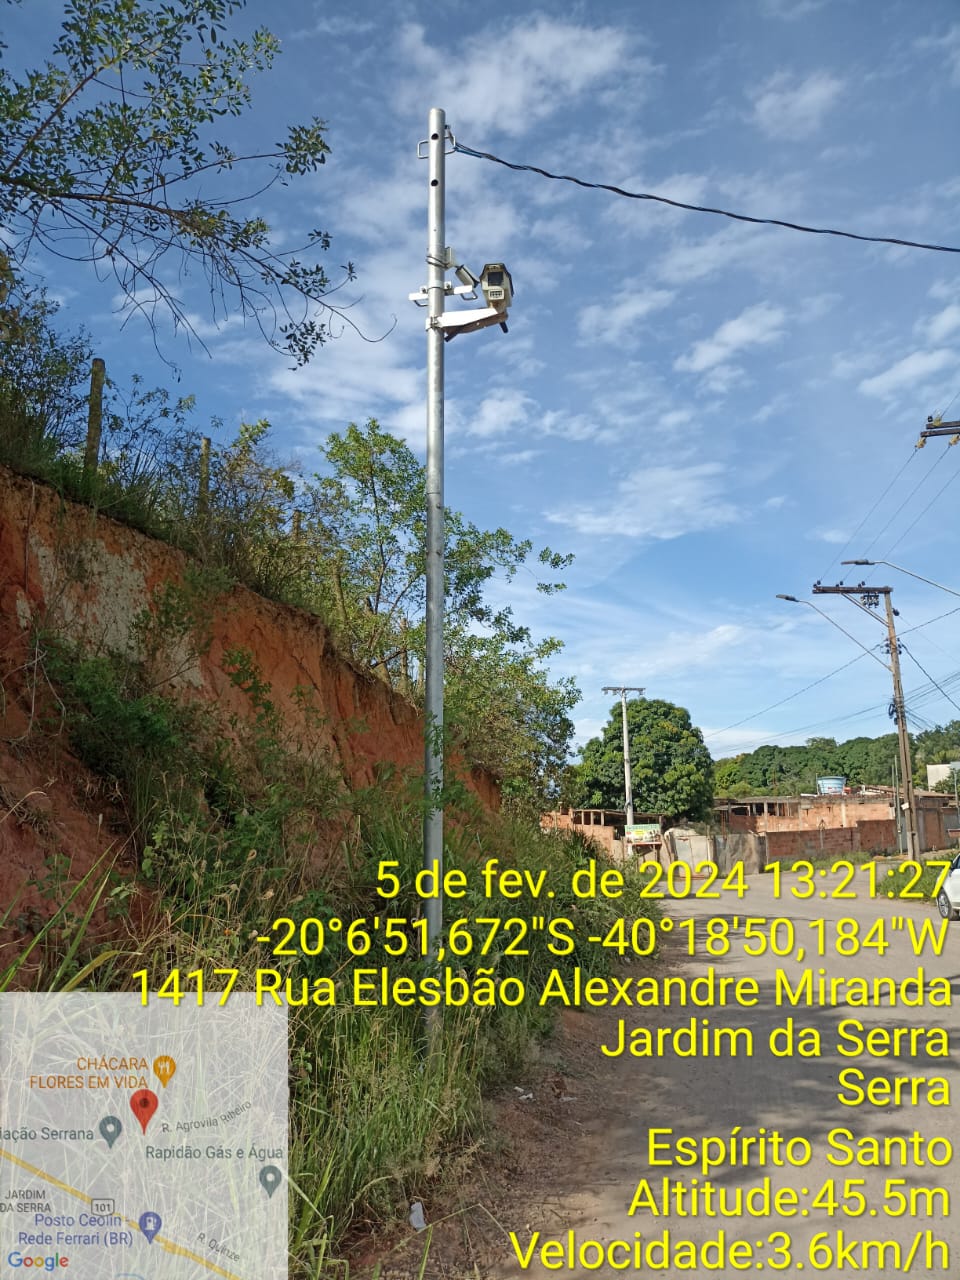 5 de fev. de 2024 13:21:27
-20°6'51,672"S -40°18'50,184"W
1417 Rua Elesbão Alexandre Miranda
Jardim da Serra
Serra
Espírito Santo
Altitude:45.5m
Velocidade:3.6km/h
CHÁCARA
FLORES EM VIDA
R. Agrovila Ribeiro
iação Serrana
Rapidão Gás e Água
JARDIM
DA SERRA
101
Posto Ceolin -
Rede Ferrari (BR)
R. Quinze
Google